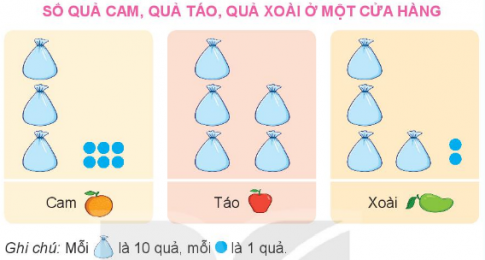 SỐ QUẢ CAM, QUẢ TÁO, QUẢ XOÀI Ở MỘT CỬA HÀNG
Cam
Táo
Xoài
Ghi chú: Mỗi là 10 quả, mỗi là 1 quả.